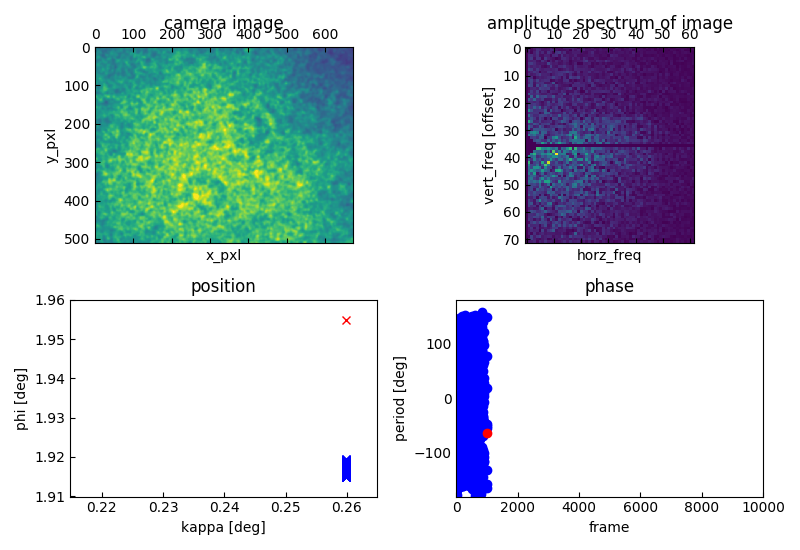 camera image
0 100 200 300 400 500 600
0
100
200
300
400
500
y_pxl
x_pxl
amplitude spectrum of image
0 10 20 30 40 50 60
0
10
20
30
40
50
60
70
vert_freq [offset]
horz_freq
position
1.96
1.95
1.94
1.93
1.92
1.91
phi [deg]
0.22 0.23 0.24 0.25 0.26
kappa [deg]
phase
100
0
−100
period [deg]
0 2000 4000 6000 8000 10000
frame